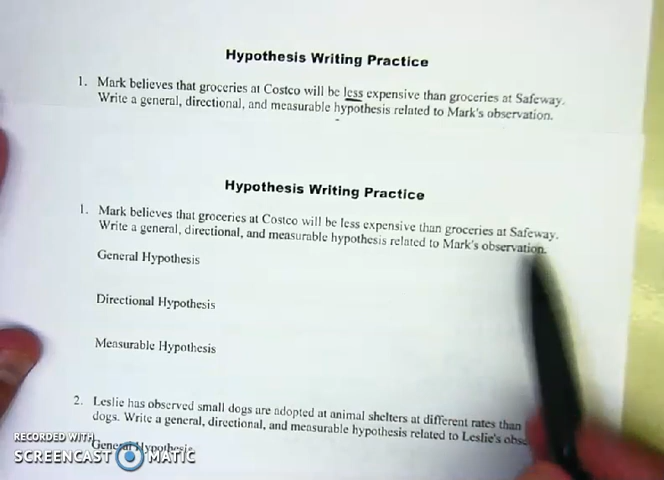 Hypothesis Writing Practice
1. Mark believes that groceries at Costco will be less expensive than groceries at Safeway.
Write a general, directional, and measurable hypothesis related to Mark's observation.
Hypothesis Writing Practice
1. Mark believes that groceries at Costco will be less expensive than groceries at Safeway.
Write a general, directional, and measurable hypothesis related to Mark's observation.
General Hypothesis
Directional Hypothesis
Measurable Hypothesis
2. Leslie has observed small dogs are adopted at animal shelters at different rates than
dogs. Write a general, directional, and measurable hypothesis related to Leslie's
General Hypothesis
RECORDED WITH
SCREENCAST MATIC